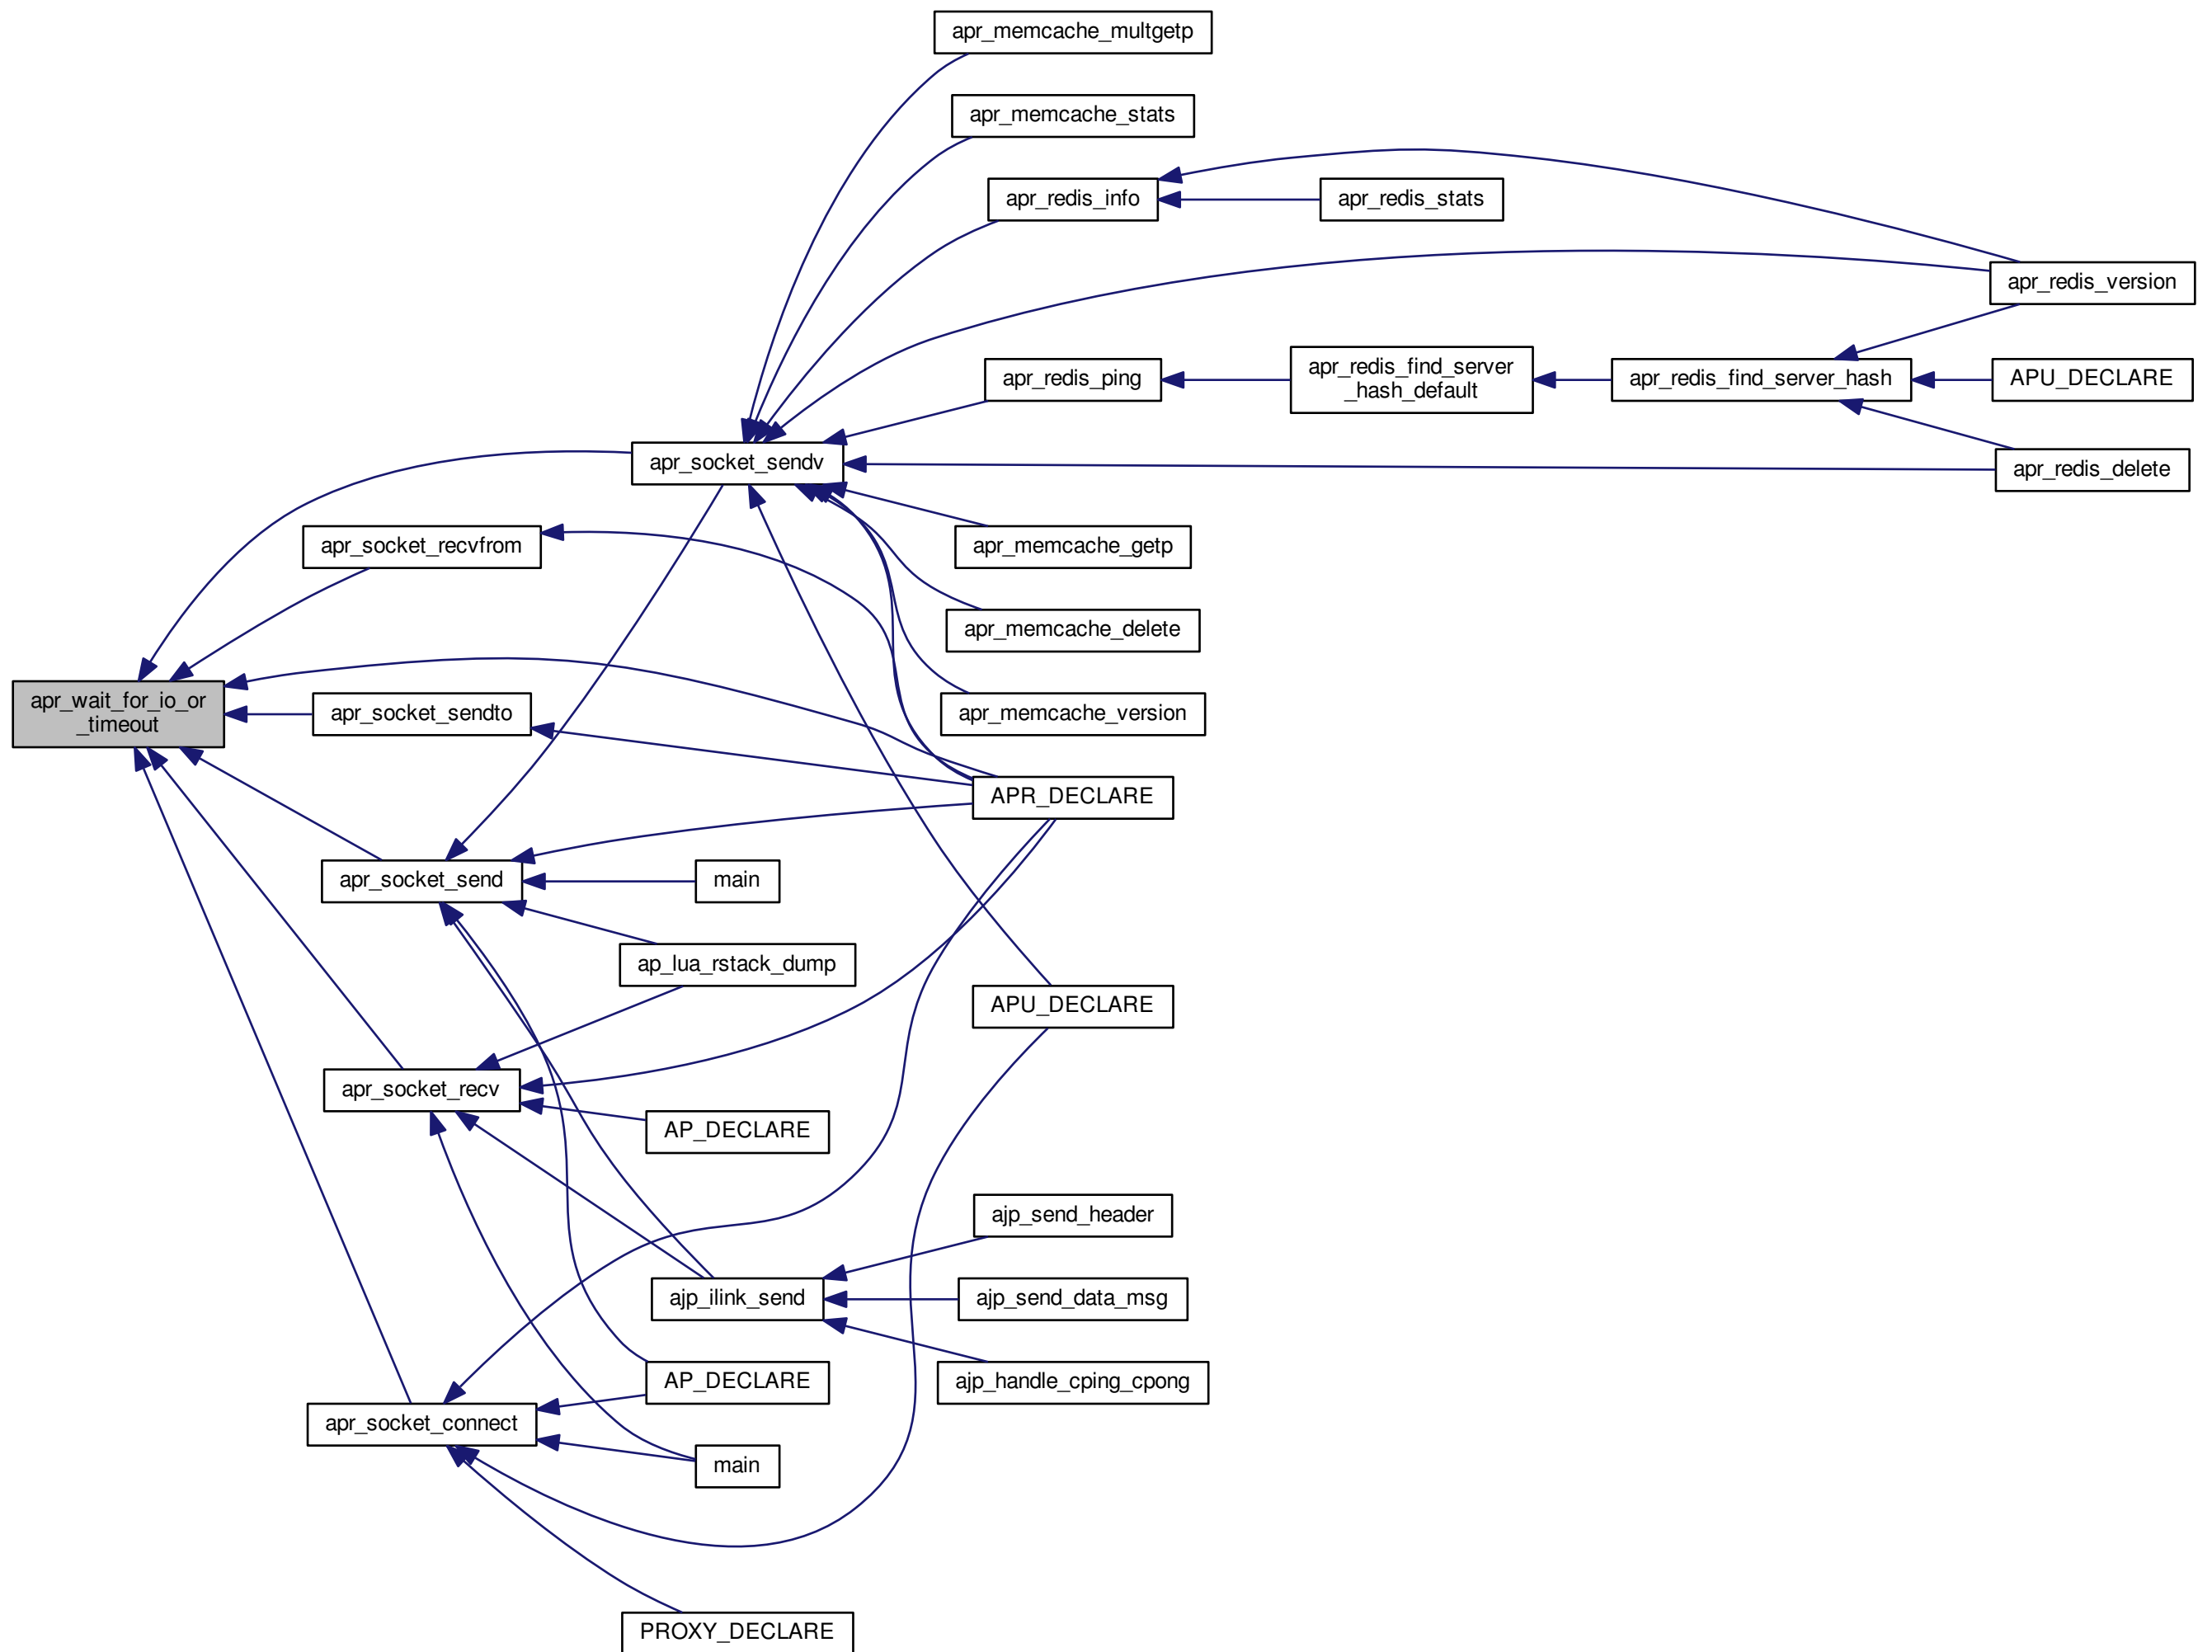 apr_memcache_multgetp
apr_memcache_stats
apr_redis_info
apr_redis_stats
apr_redis_version
apr_redis_ping
apr_redis_find_server
_hash_default
apr_redis_find_server_hash
APU_DECLARE
apr_socket_sendv
apr_redis_delete
apr_socket_recvfrom
apr_memcache_getp
apr_memcache_delete
apr_wait_for_io_or
_timeout
apr_socket_sendto
apr_memcache_version
APR_DECLARE
apr_socket_send
main
ap_lua_rstack_dump
APU_DECLARE
apr_socket_recv
AP_DECLARE
ajp_send_header
ajp_ilink_send
ajp_send_data_msg
AP_DECLARE
ajp_handle_cping_cpong
apr_socket_connect
main
PROXY_DECLARE